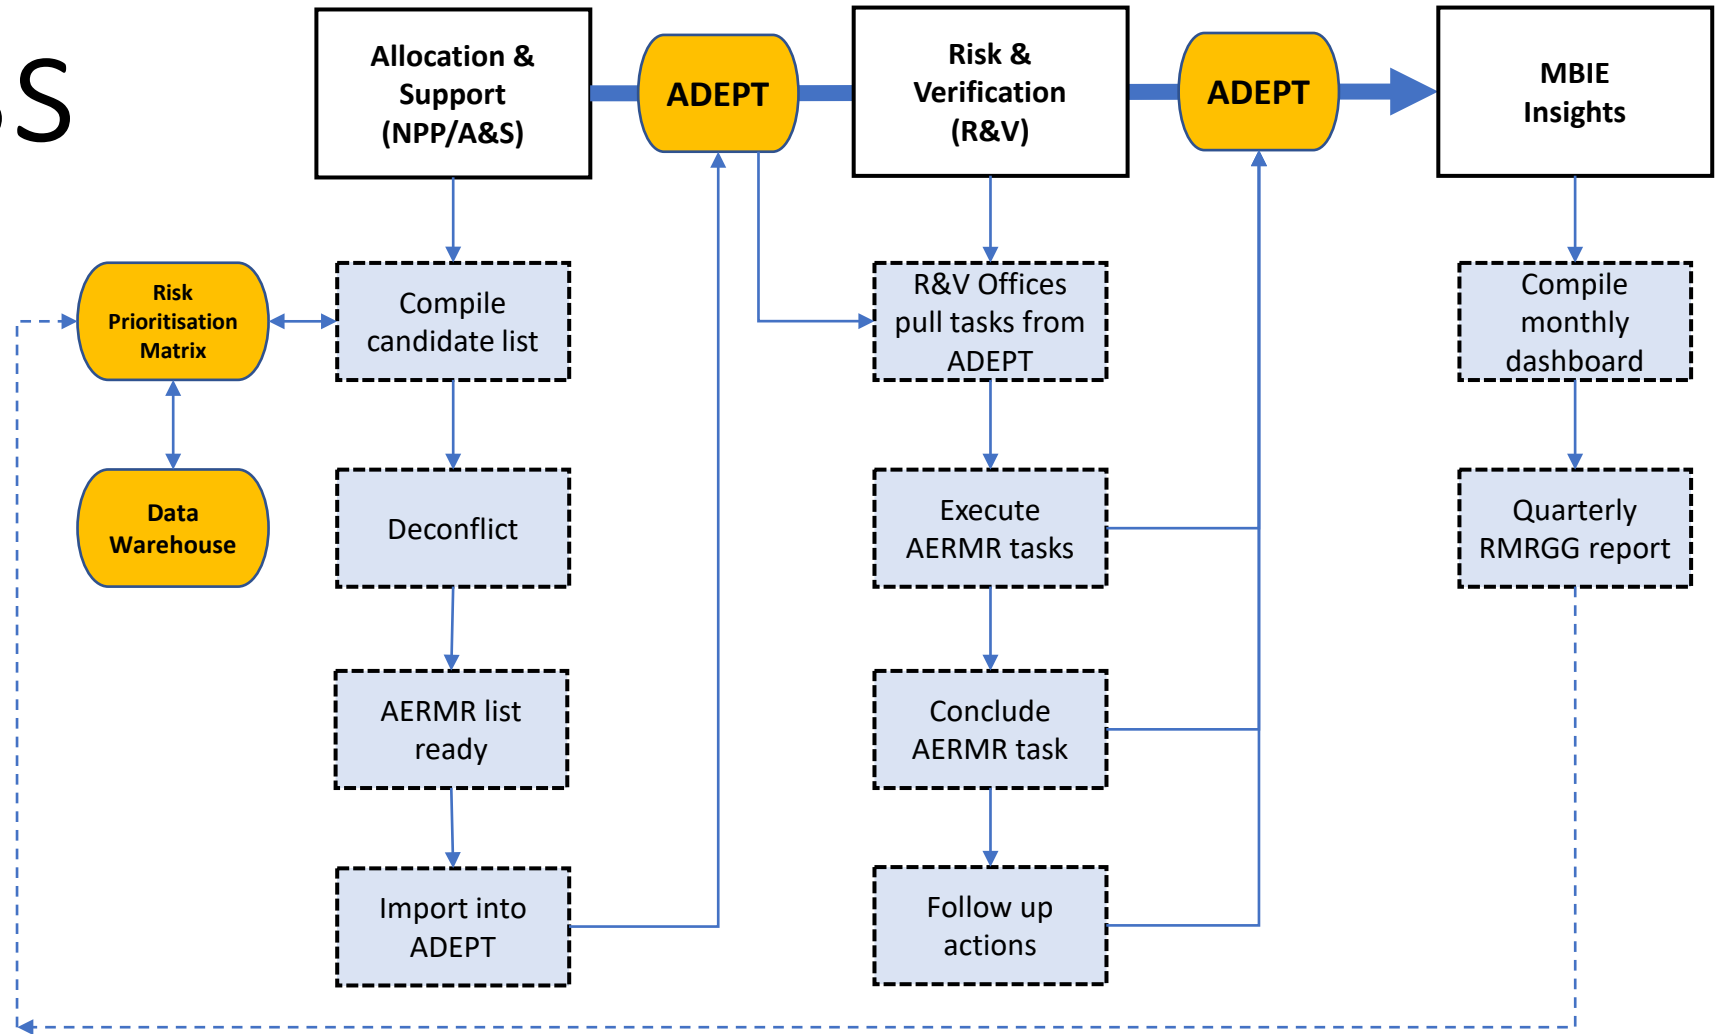 Allocation &
Support
(NPP/A&S)
ADEPT
Risk &
Verification
(R&V)
ADEPT
MBIE
Insights
Risk
Prioritisation
Matrix
Compile
candidate list
R&V Offices
pull tasks from
ADEPT
Compile
monthly
dashboard
Data
Warehouse
Deconflict
Execute
AERMR tasks
Quarterly
RMRGG report
AERMR list
ready
Conclude
AERMR task
Import into
ADEPT
Follow up
actions